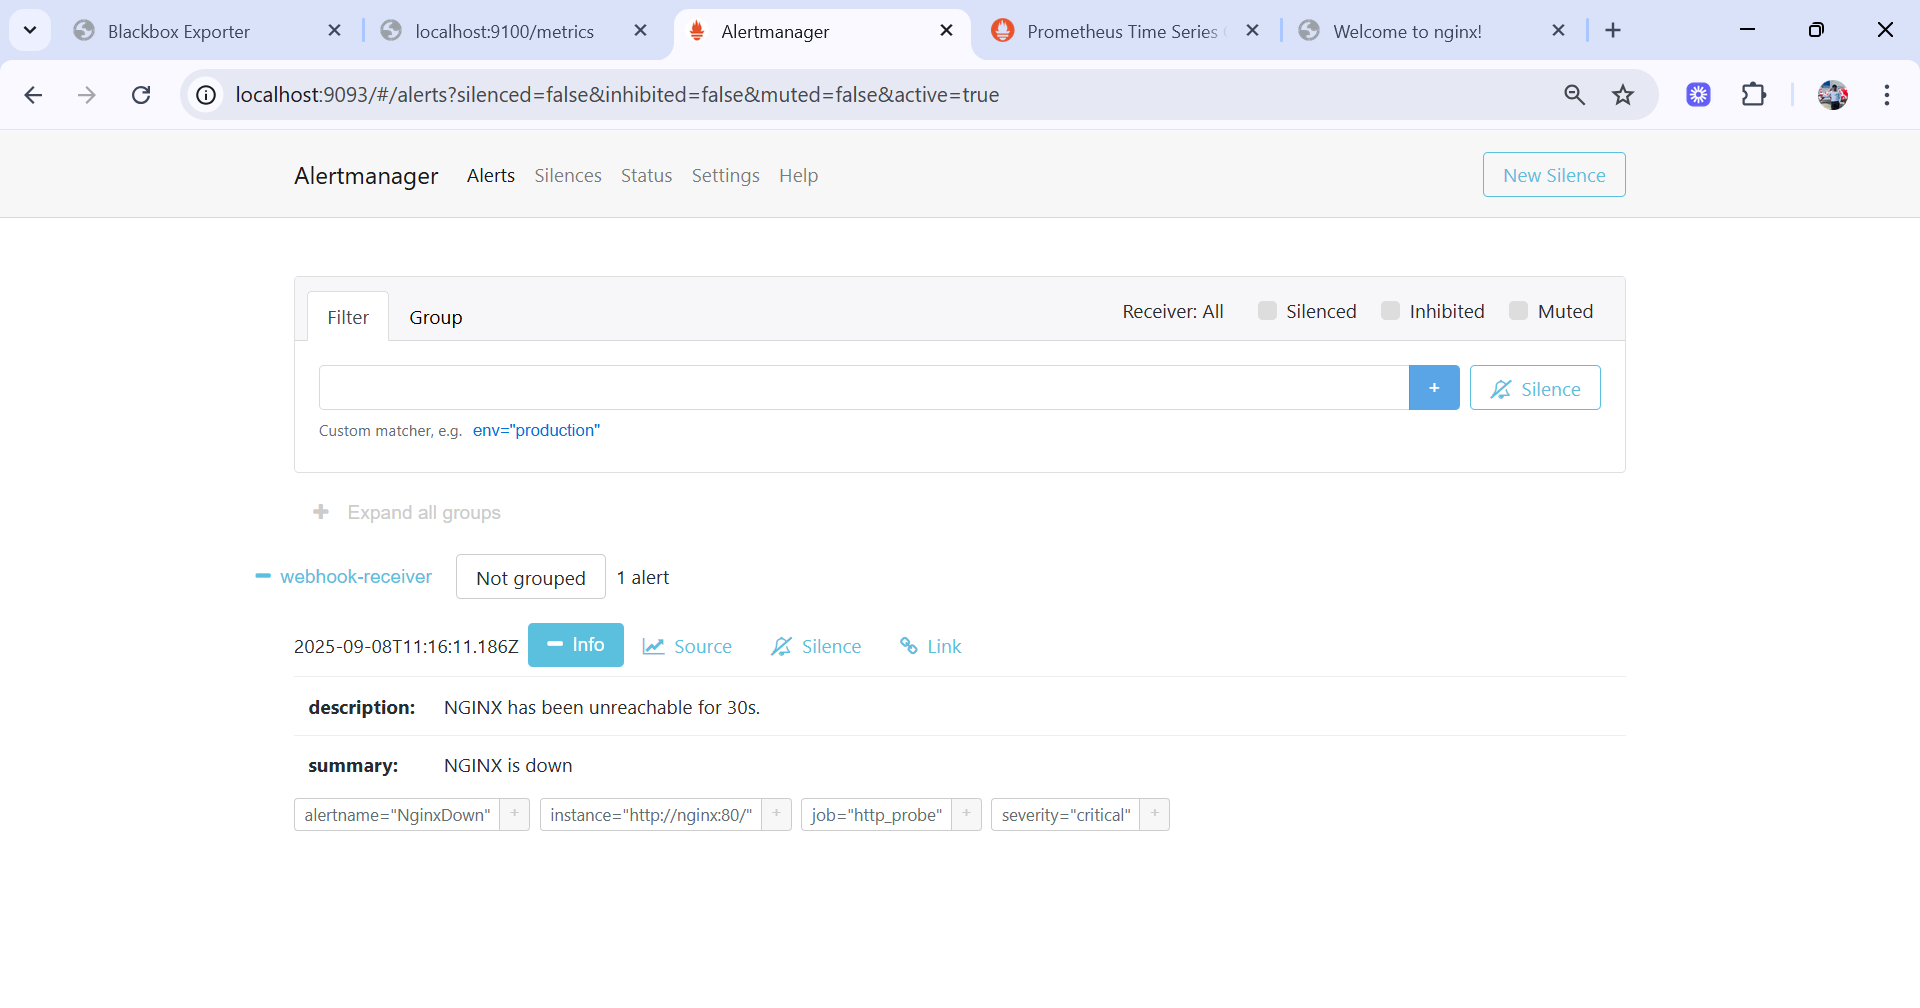 Blackbox Exporter
localhost:9100/metrics
Alertmanager
Prometheus Time Series
Welcome to nginx!
localhost:9093/#/alerts?silenced=false&inhibited=false&muted=false&active=true
Alertmanager Alerts Silences Status Settings Help New Silence
Filter Group Receiver: All Silenced Inhibited Muted
+ Silence
Custom matcher, e.g. env="production"
+ Expand all groups
− webhook-receiver Not grouped 1 alert
2025-09-08T11:16:11.186Z − Info Source Silence Link
description: NGINX has been unreachable for 30s.
summary: NGINX is down
alertname="NginxDown" + instance="http://nginx:80/" + job="http_probe" + severity="critical" +